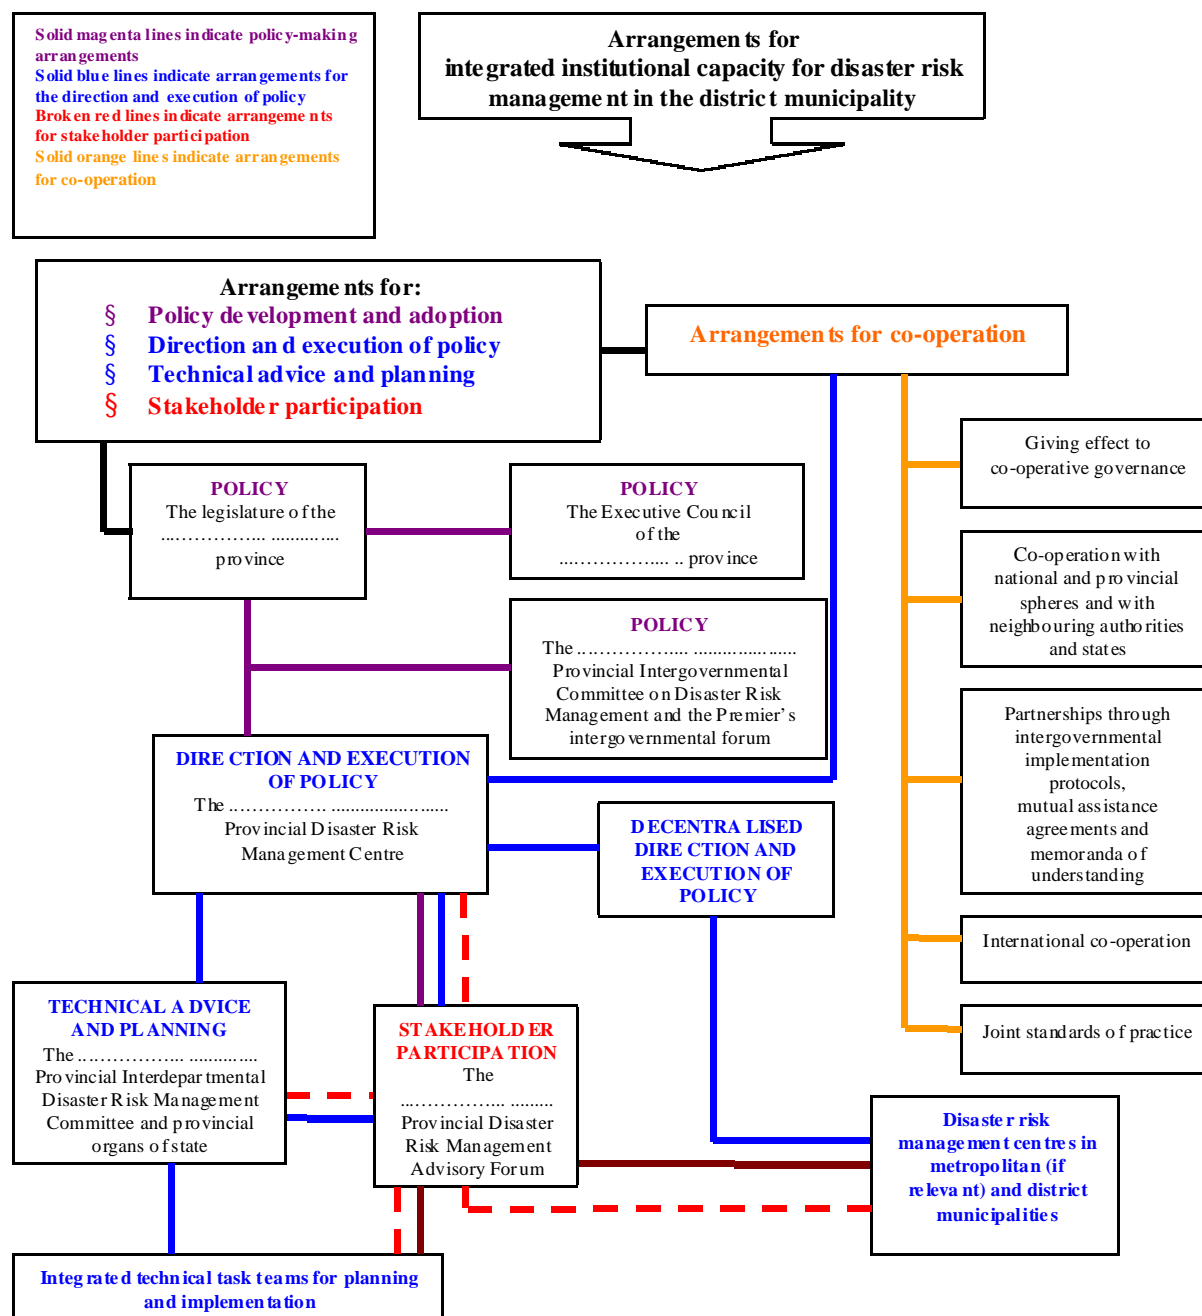 Solid magenta lines indicate policy-making
arrangements
Solid blue lines indicate arrangements for
the direction and execution of policy
Broken red lines indicate arrangements
for stakeholder participation
Solid orange lines indicate arrangements
for co-operation
Arrangements for
integrated institutional capacity for disaster risk
management in the district municipality
Arrangements for:
§ Policy development and adoption
§ Direction and execution of policy
§ Technical advice and planning
§ Stakeholder participation
Arrangements for co-operation
Giving effect to
co-operative governance
POLICY
The legislature of the
....………….... .............
province
POLICY
The Executive Council
of the
....………….... .. province
Co-operation with
national and provincial
spheres and with
neighbouring authorities
and states
POLICY
The ....………….... .....................
Provincial Intergovernmental
Committee on Disaster Risk
Management and the Premier’s
intergovernmental forum
Partnerships through
intergovernmental
implementation
protocols,
mutual assistance
agreements and
memoranda of
understanding
DIRECTION AND EXECUTION
OF POLICY
The ...…………. ........................
Provincial Disaster Risk
Management Centre
DECENTRALISED
DIRECTION AND
EXECUTION OF
POLICY
International co-operation
Joint standards of practice
TECHNICAL ADVICE
AND PLANNING
The ....………….... .............
Provincial Interdepartmental
Disaster Risk Management
Committee and provincial
organs of state
STAKEHOLDER
PARTICIPATION
The
....………….... .........
Provincial Disaster
Risk Management
Advisory Forum
Disaster risk
management centres in
metropolitan (if
relevant) and district
municipalities
Integrated technical task teams for planning
and implementation